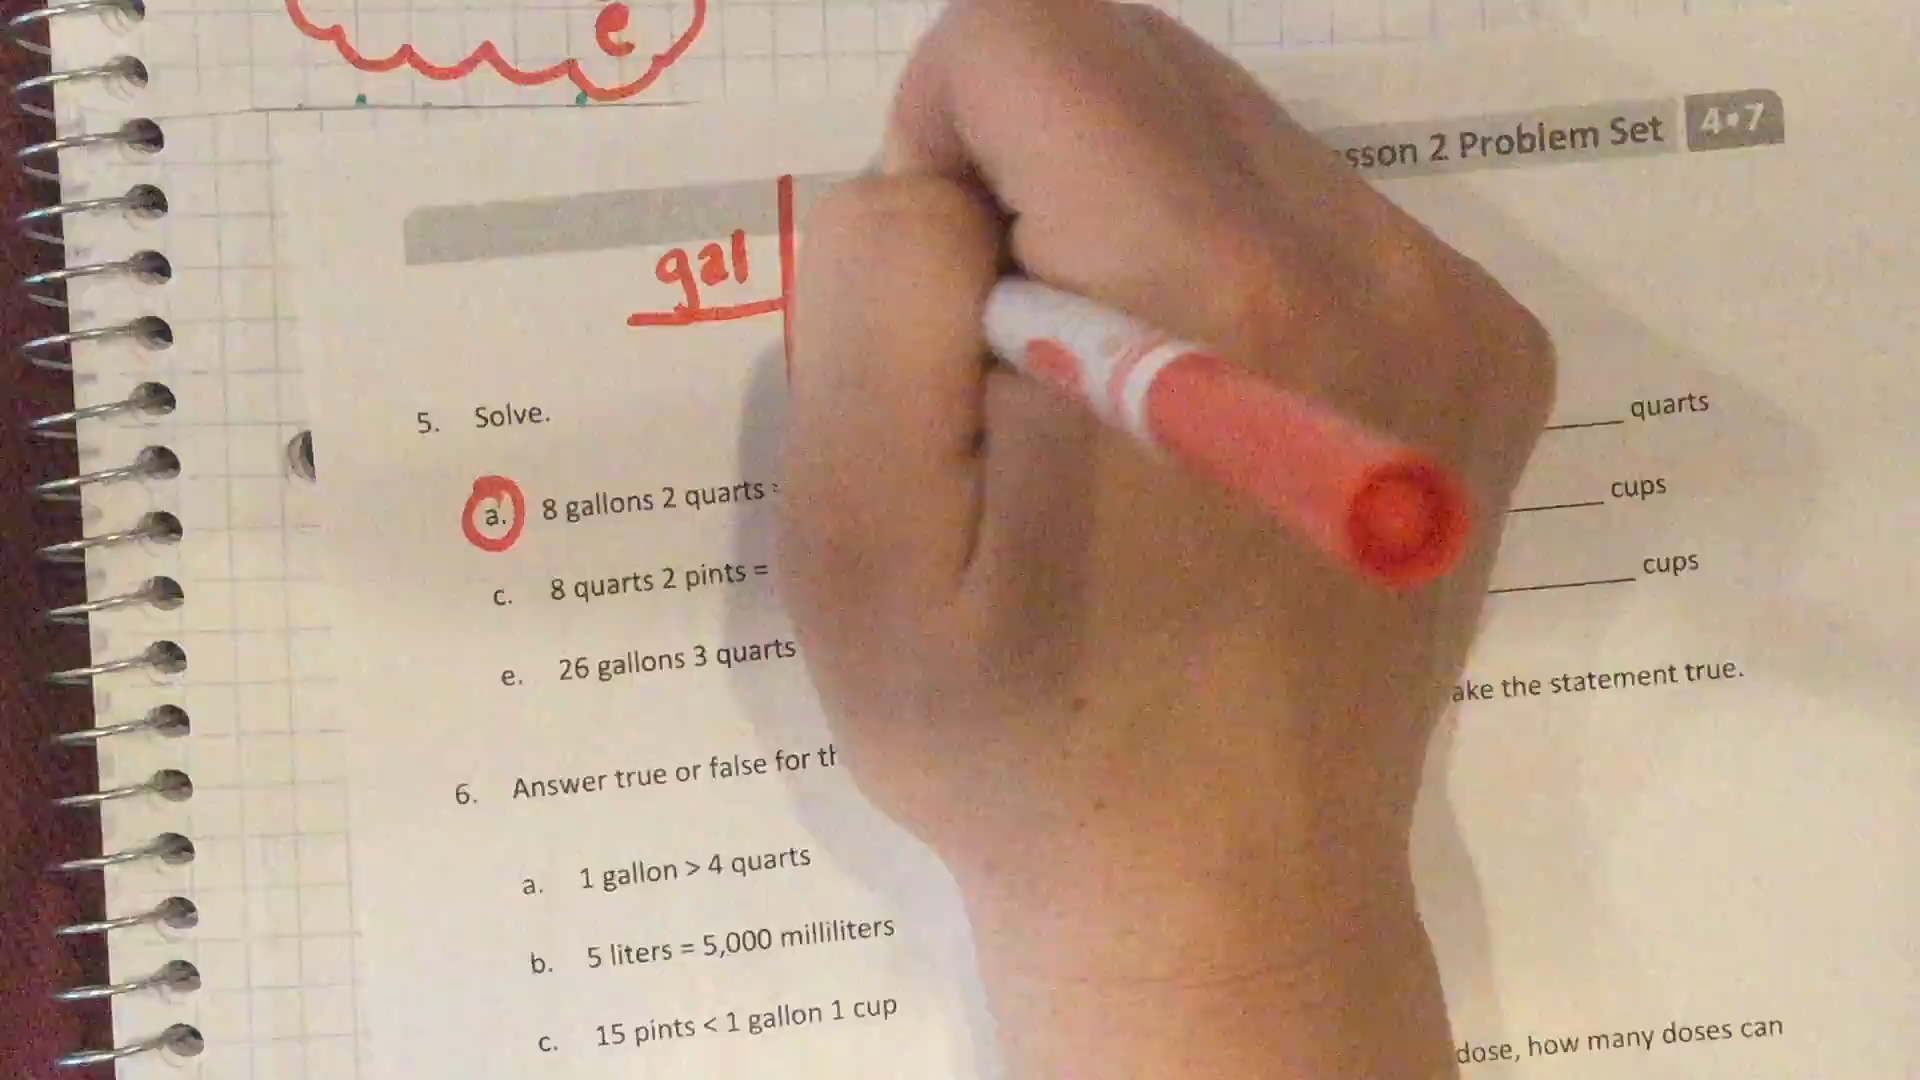 e
Lesson 2 Problem Set 4•7
gal
5. Solve.
quarts
a. 8 gallons 2 quarts =
cups
c. 8 quarts 2 pints =
cups
e. 26 gallons 3 quarts
ake the statement true.
6. Answer true or false for th
a. 1 gallon > 4 quarts
b. 5 liters = 5,000 milliliters
c. 15 pints < 1 gallon 1 cup
dose, how many doses can